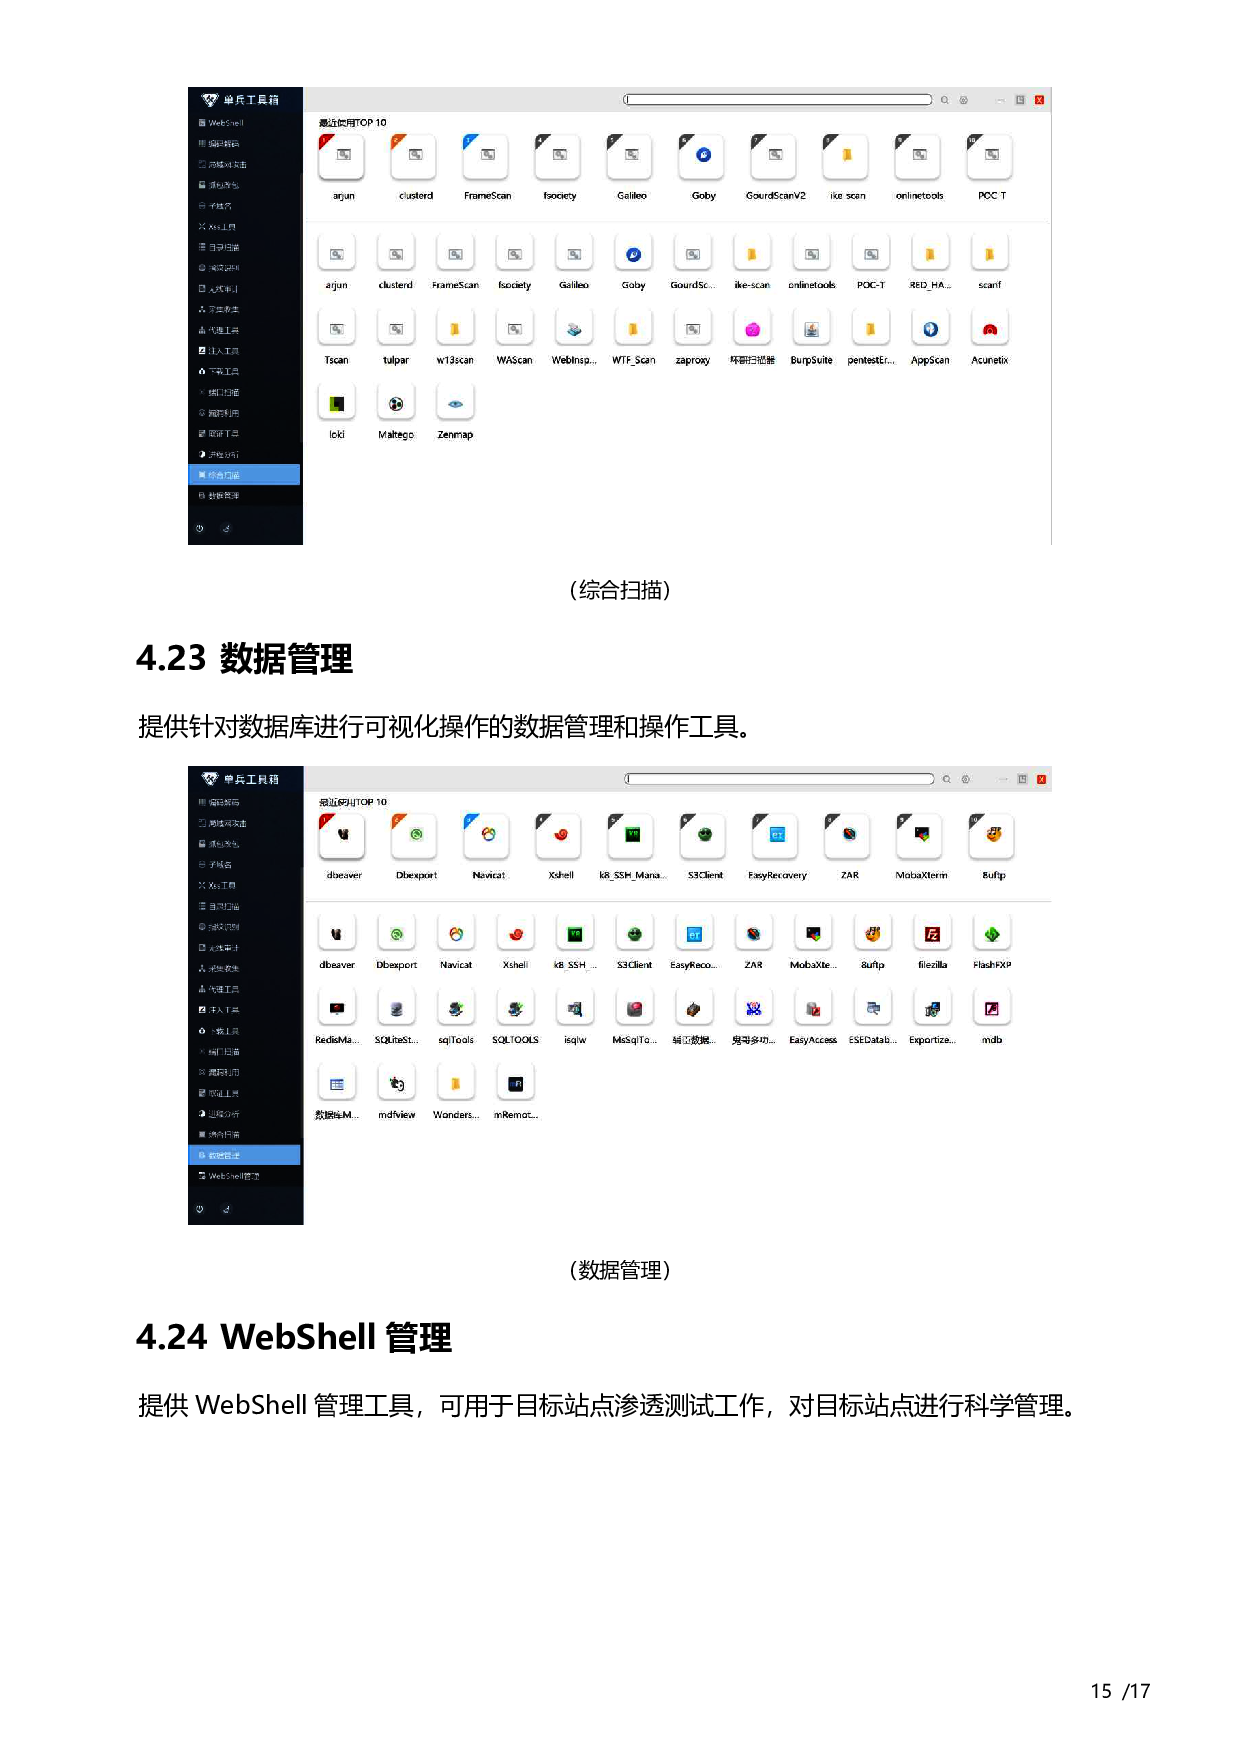 单兵工具箱
WebShell
编码解码
局域网攻击
抓包改包
子域名
Xss工具
目录扫描
指纹识别
无线审计
采集收集
代理工具
注入工具
下载工具
端口扫描
漏洞利用
取证工具
进程分析
综合扫描
数据管理
最近使用TOP 10
arjun clusterd FrameScan fsociety Galileo Goby GourdScanV2 ike-scan onlinetools POC-T
arjun clusterd FrameScan fsociety Galileo Goby GourdSc... ike-scan onlinetools POC-T RED_HA... scanf
Tscan tulpar w13scan WAScan WebInsp... WTF_Scan zaproxy 坏哥扫描器 BurpSuite pentestEr... AppScan Acunetix
loki Maltego Zenmap
(综合扫描)
4.23 数据管理
提供针对数据库进行可视化操作的数据管理和操作工具。
单兵工具箱
编码解码
局域网攻击
抓包改包
子域名
Xss工具
目录扫描
指纹识别
无线审计
采集收集
代理工具
注入工具
下载工具
端口扫描
漏洞利用
取证工具
进程分析
综合扫描
数据管理
WebShell管理
最近使用TOP 10
dbeaver Dbexport Navicat Xshell k8_SSH_Mana... S3Client EasyRecovery ZAR MobaXterm 8uftp
dbeaver Dbexport Navicat Xshell k8_SSH_... S3Client EasyReco... ZAR MobaXte... 8uftp filezilla FlashFXP
RedisMa... SQLiteSt... sqlTools SQLTOOLS isqlw MsSqlTo... 辅臣数据... 鬼哥多功... EasyAccess ESEDatab... Exportize... mdb
数据库M... mdfview Wonders... mRemot...
(数据管理)
4.24 WebShell 管理
提供 WebShell 管理工具，可用于目标站点渗透测试工作，对目标站点进行科学管理。
15 /17